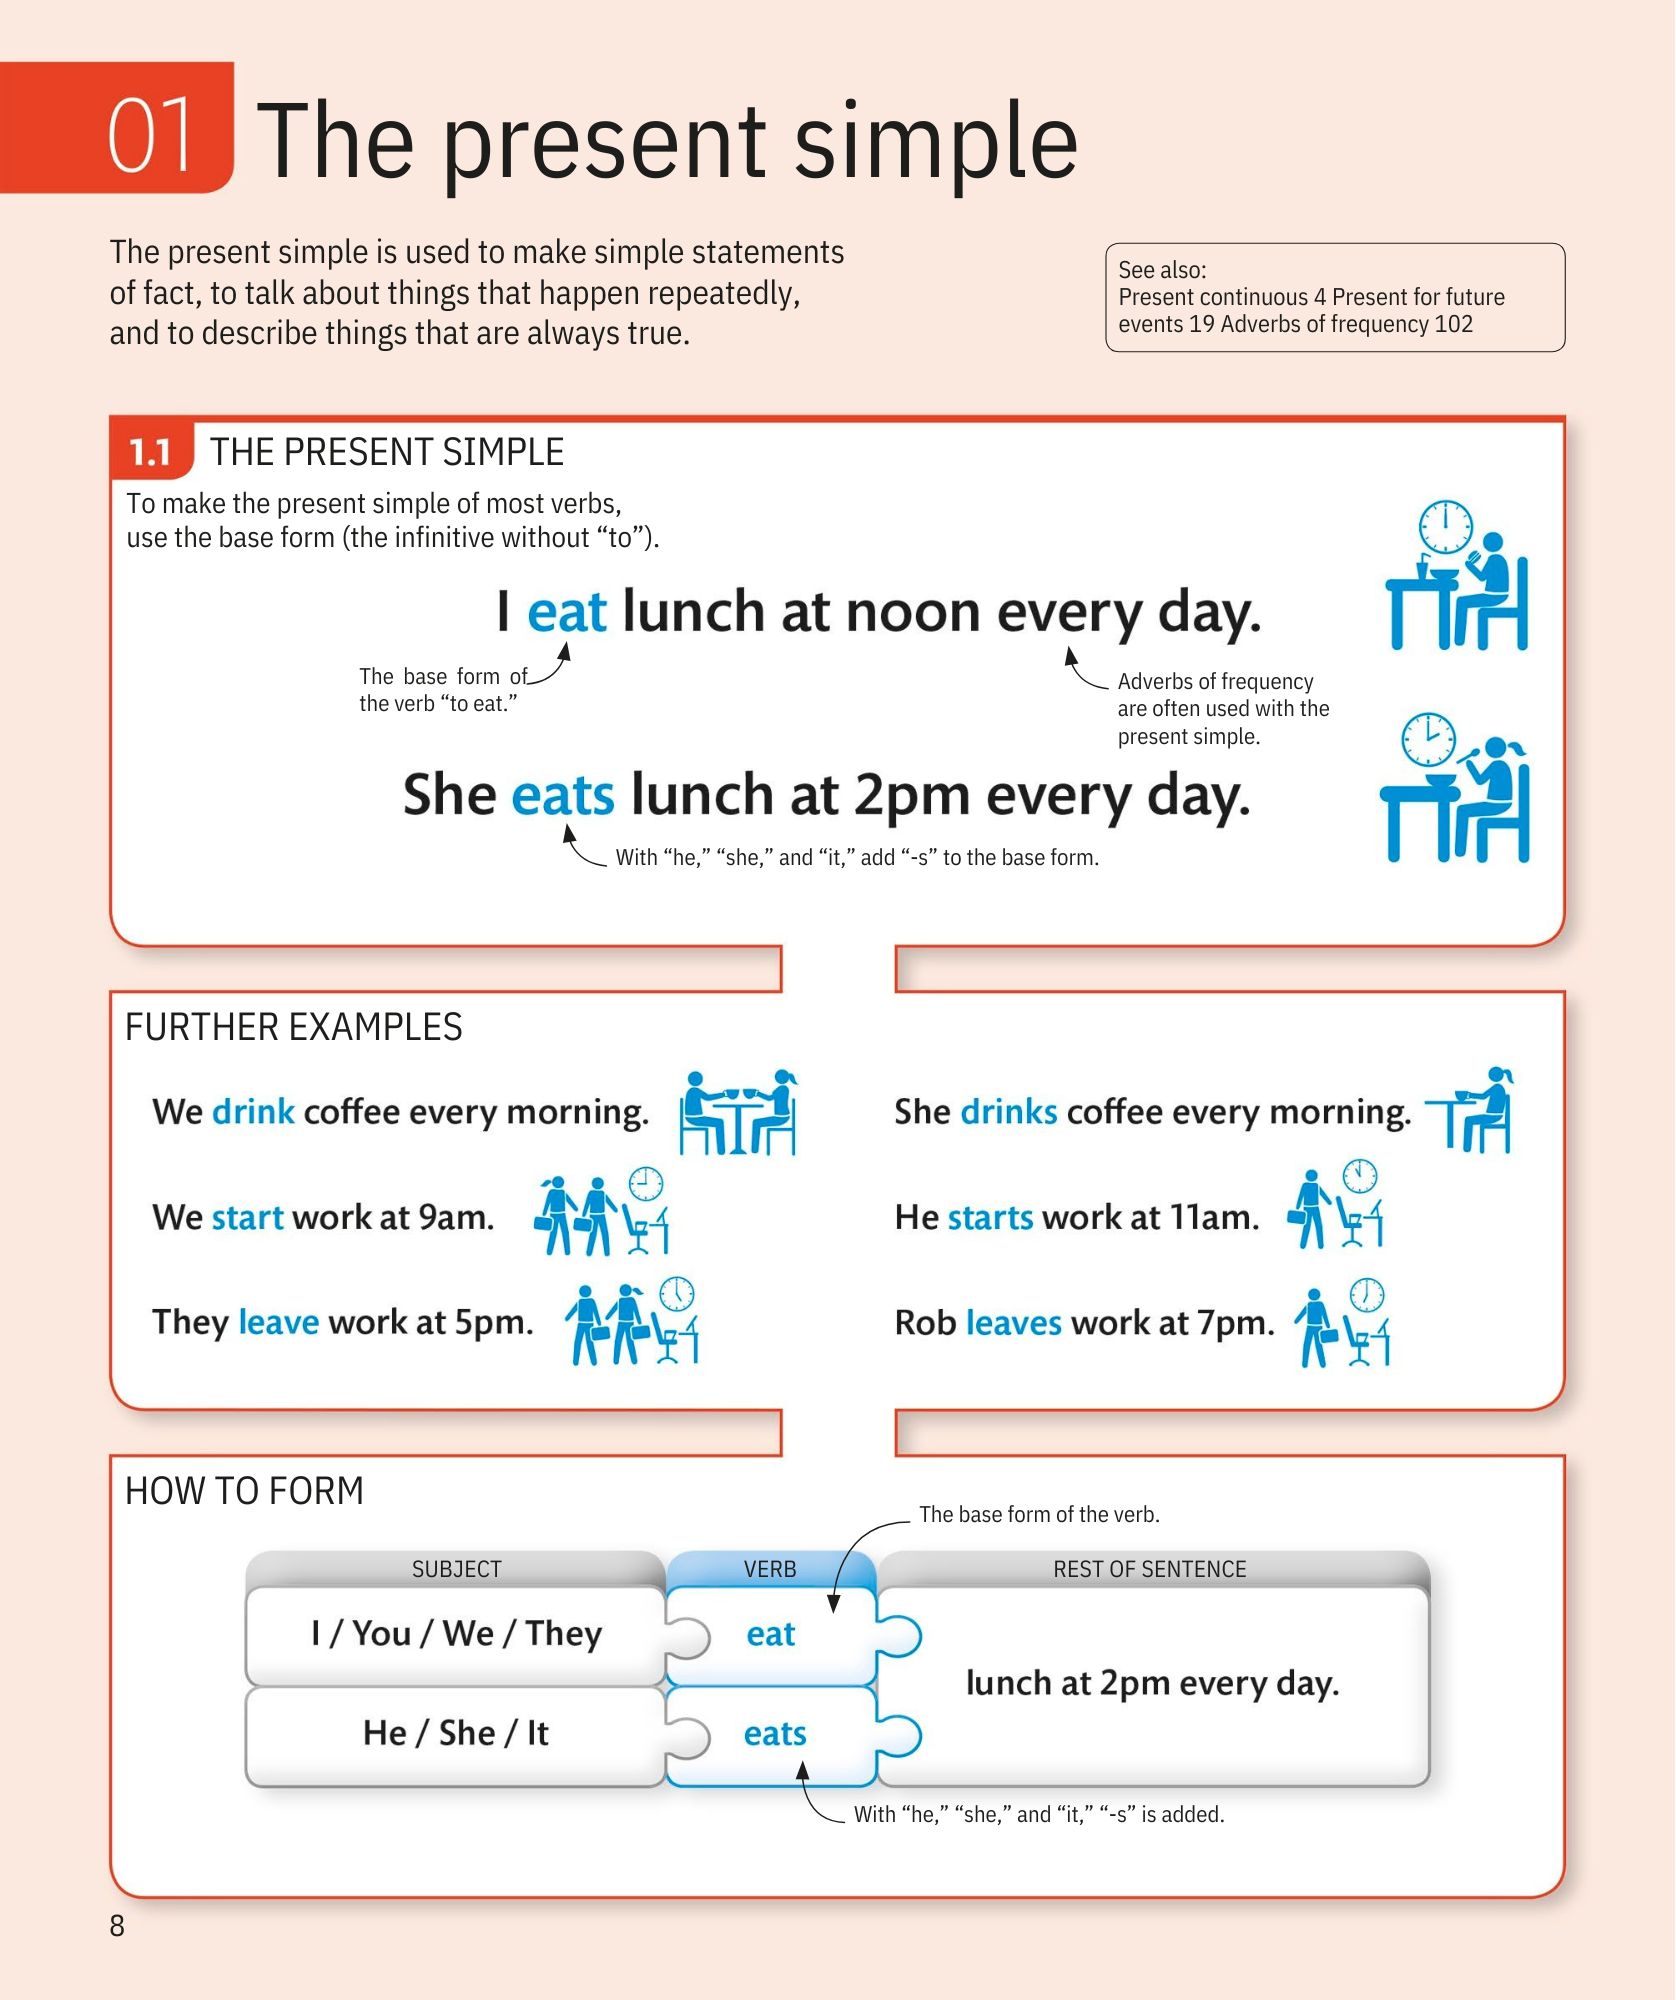 01 The present simple
The present simple is used to make simple statements
of fact, to talk about things that happen repeatedly,
and to describe things that are always true.
See also:
Present continuous 4 Present for future
events 19 Adverbs of frequency 102
1.1 THE PRESENT SIMPLE
To make the present simple of most verbs,
use the base form (the infinitive without “to”).
I eat lunch at noon every day.
The base form of
the verb “to eat.”
Adverbs of frequency
are often used with the
present simple.
She eats lunch at 2pm every day.
With “he,” “she,” and “it,” add “-s” to the base form.
FURTHER EXAMPLES
We drink coffee every morning.
She drinks coffee every morning.
We start work at 9am.
He starts work at 11am.
They leave work at 5pm.
Rob leaves work at 7pm.
HOW TO FORM
The base form of the verb.
SUBJECT VERB REST OF SENTENCE
I / You / We / They eat
lunch at 2pm every day.
He / She / It eats
With “he,” “she,” and “it,” “-s” is added.
8